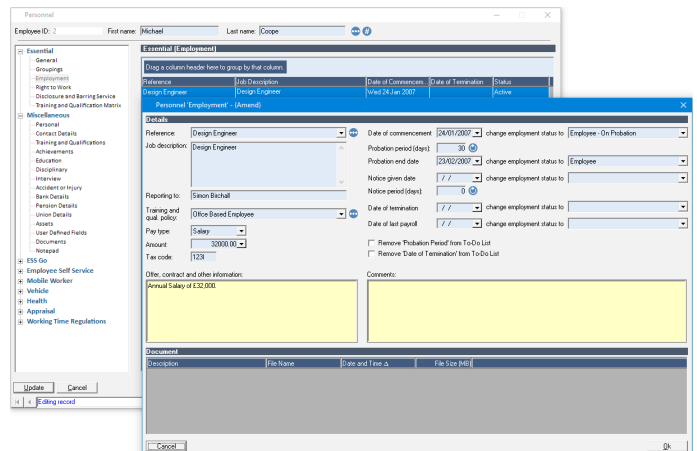 Personnel
Employee ID: 2 First name: Michael Last name: Coope
Essential
General
Groupings
Employment
Right to Work
Disclosure and Barring Service
Training and Qualification Matrix
Miscellaneous
Personal
Contact Details
Training and Qualifications
Achievements
Education
Disciplinary
Interview
Accident or Injury
Bank Details
Pension Details
Union Details
Assets
User Defined Fields
Documents
Notepad
ESS Go
Employee Self Service
Mobile Worker
Vehicle
Health
Appraisal
Working Time Regulations
Update Cancel
Editing record
Essential (Employment)
Drag a column header here to group by that column.
Reference Job Description Date of Commencem... Date of Termination Status
Design Engineer Design Engineer Wed 24 Jan 2007 Active
Personnel 'Employment' - (Amend)
Details
Reference: Design Engineer
Job description: Design Engineer
Reporting to: Simon Birchall
Training and
qual. policy: Office Based Employee
Pay type: Salary
Amount: 32000.00
Tax code: 123l
Date of commencement 24/01/2007 change employment status to Employee - On Probation
Probation period (days): 30
Probation end date 23/02/2007 change employment status to Employee
Notice given date / / change employment status to
Notice period (days): 0
Date of termination / / change employment status to
Date of last payroll / / change employment status to
Remove 'Probation Period' from To-Do List
Remove 'Date of Termination' from To-Do List
Offer, contract and other information:
Annual Salary of £32,000.
Comments:
Document
Description File Name Date and Time File Size (MB)
Cancel Ok